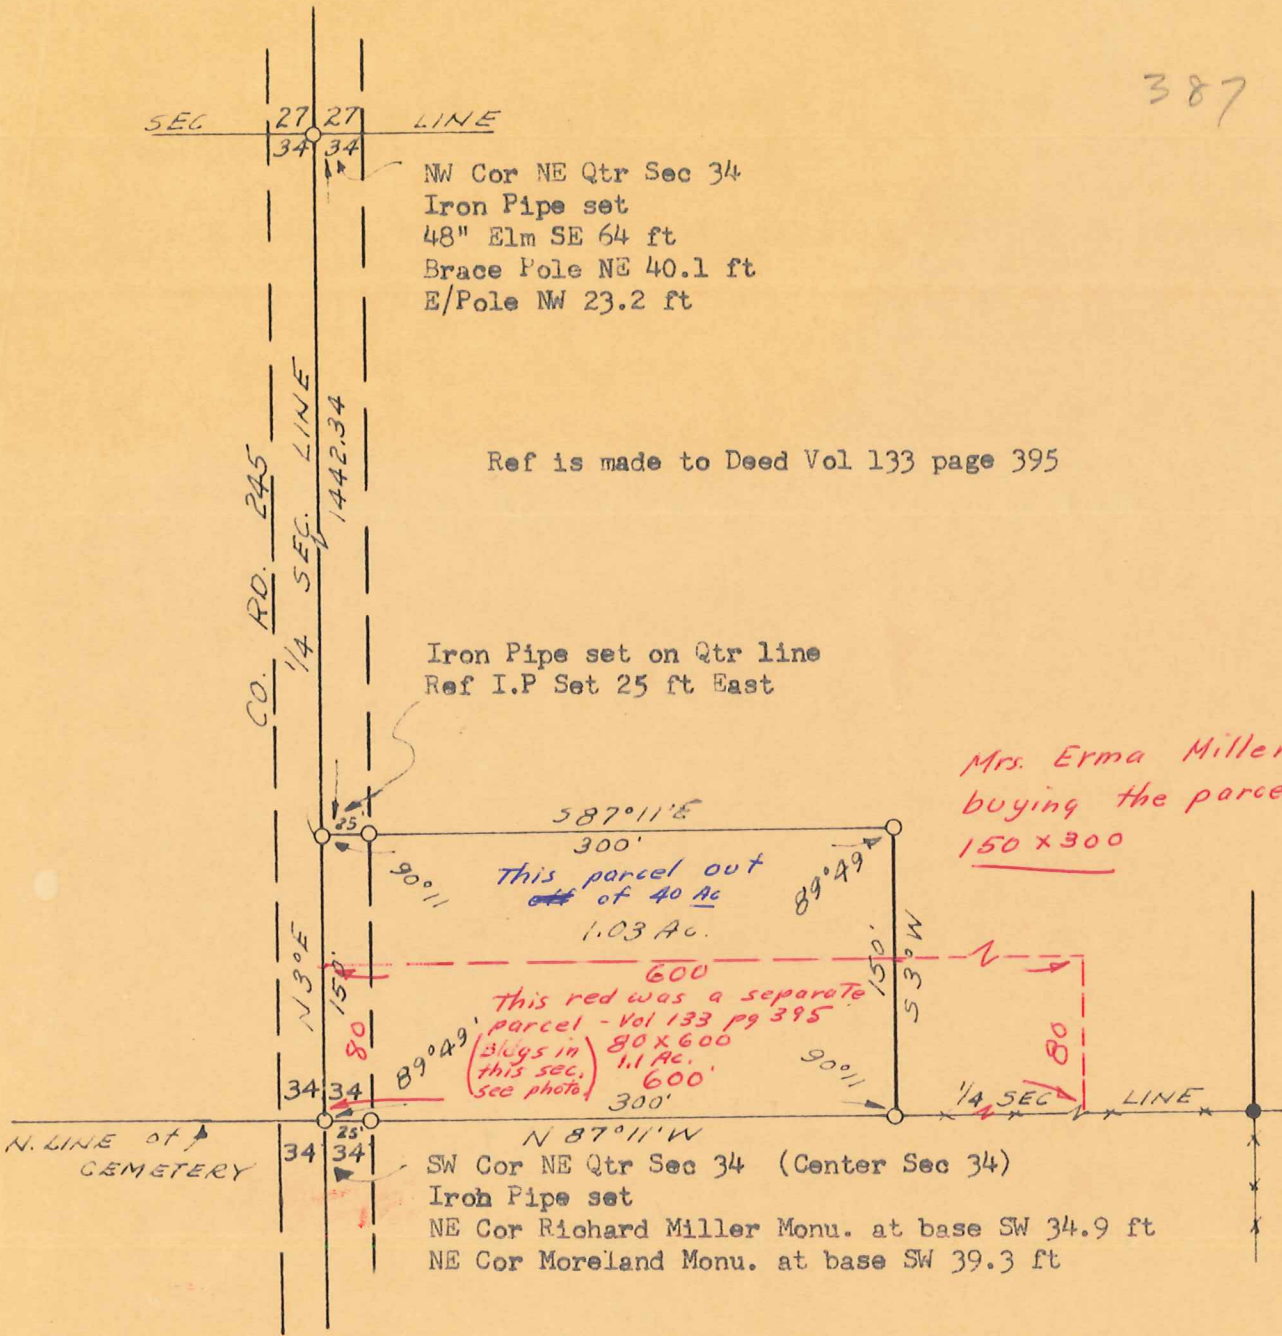 387
SEC 27 27 LINE
34 34
NW Cor NE Qtr Sec 34
Iron Pipe set
48" Elm SE 64 ft
Brace Pole NE 40.1 ft
E/Pole NW 23.2 ft
CO. RD. 245
1/4 SEC. LINE
1442.34
Ref is made to Deed Vol 133 page 395
Iron Pipe set on Qtr line
Ref I.P Set 25 ft East
Mrs. Erma Miller
buying the parce
150 x 300
25'
S87°11'E
300'
90°11
89°49
This parcel out
of 40 Ac
1.03 Ac.
N3°E
150'
150'
S3°W
600
This red was a separate
parcel - Vol 133 pg 395
(Bldgs in
this sec.
see photo)
80 x 600
1.1 Ac.
600'
80
80
89°49'
90°11
300'
34 34
1/4 SEC LINE
25'
N 87°11'W
N. LINE of
CEMETERY
34 34
SW Cor NE Qtr Sec 34 (Center Sec 34)
Iron Pipe set
NE Cor Richard Miller Monu. at base SW 34.9 ft
NE Cor Moreland Monu. at base SW 39.3 ft